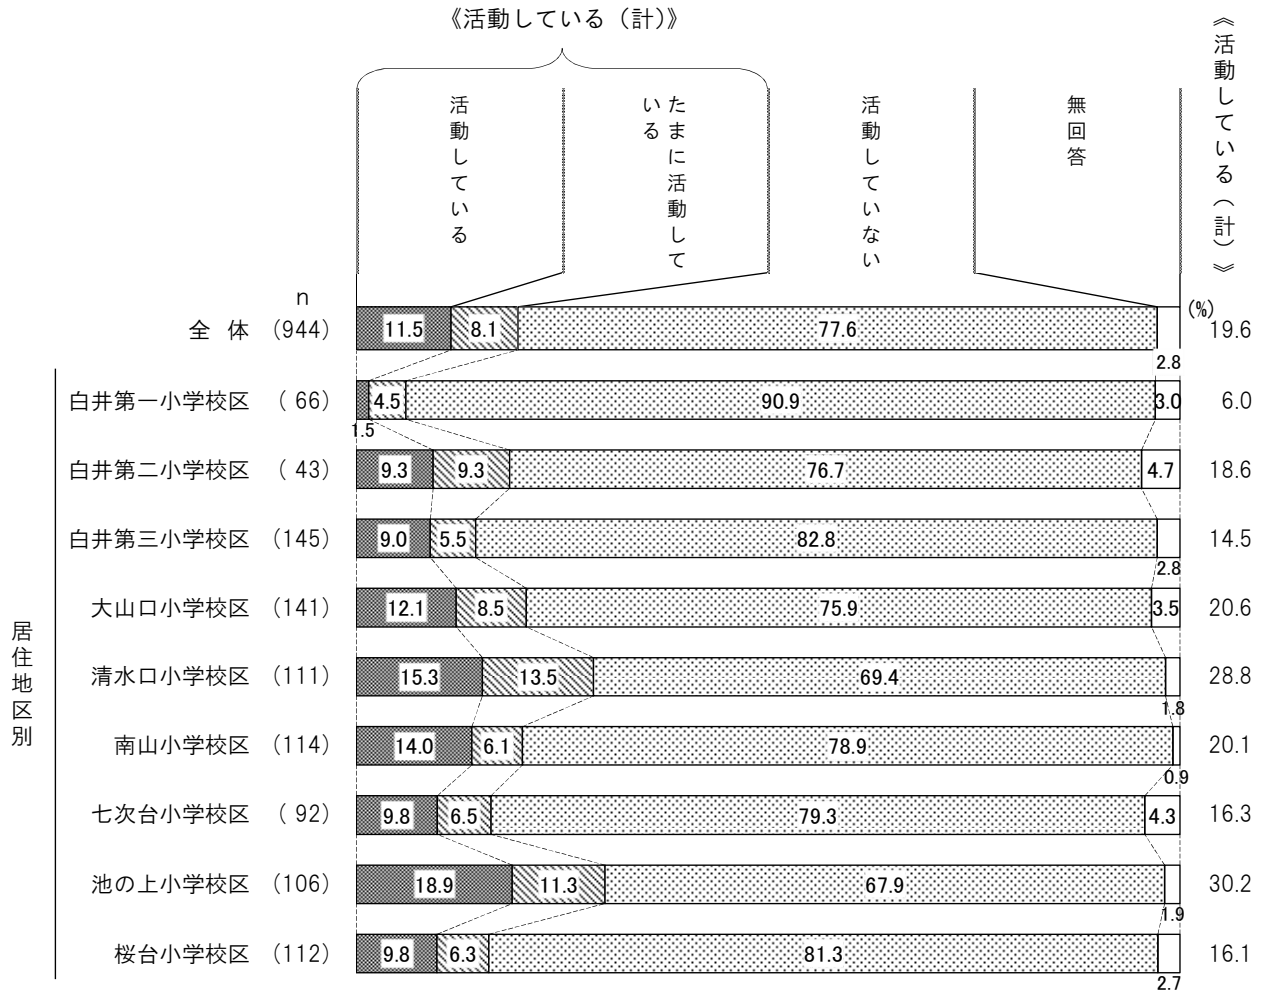 《活動している（計）》
活動している
たまに活動して
いる
活動していない
無回答
《活動している（計）》
n
(%)
全 体 (944) 11.5 8.1 77.6 2.8 19.6
居住地区別
白井第一小学校区 ( 66) 1.5 4.5 90.9 3.0 6.0
白井第二小学校区 ( 43) 9.3 9.3 76.7 4.7 18.6
白井第三小学校区 (145) 9.0 5.5 82.8 2.8 14.5
大山口小学校区 (141) 12.1 8.5 75.9 3.5 20.6
清水口小学校区 (111) 15.3 13.5 69.4 1.8 28.8
南山小学校区 (114) 14.0 6.1 78.9 0.9 20.1
七次台小学校区 ( 92) 9.8 6.5 79.3 4.3 16.3
池の上小学校区 (106) 18.9 11.3 67.9 1.9 30.2
桜台小学校区 (112) 9.8 6.3 81.3 2.7 16.1